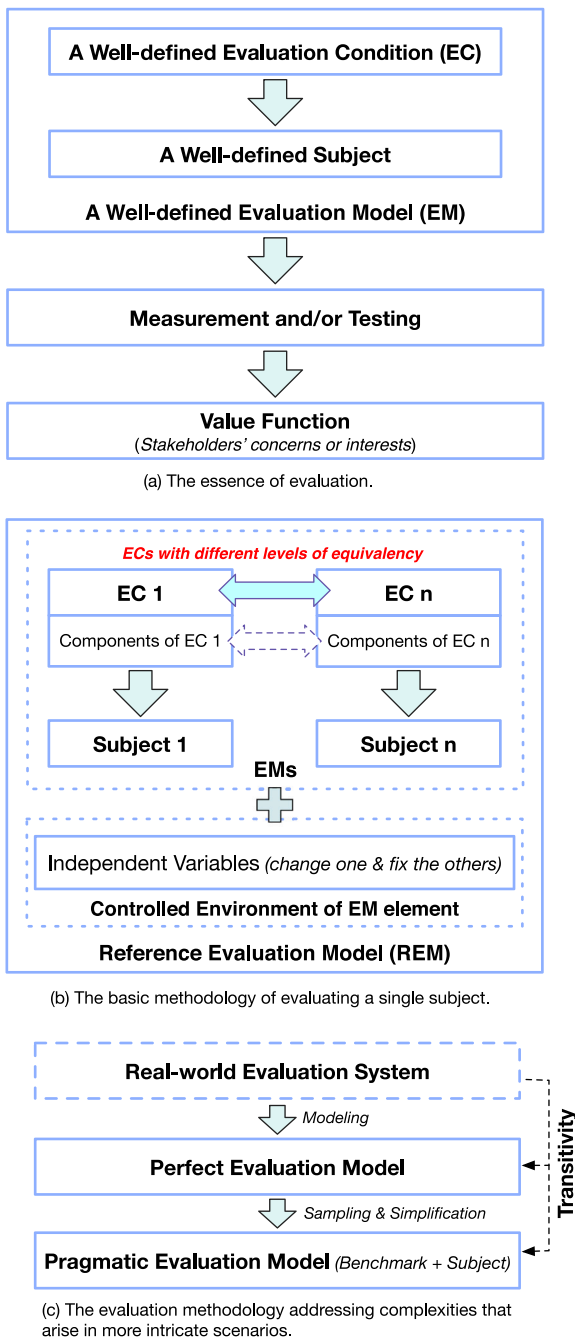 A Well-defined Evaluation Condition (EC)
A Well-defined Subject
A Well-defined Evaluation Model (EM)
Measurement and/or Testing
Value Function
(Stakeholders' concerns or interests)
(a) The essence of evaluation.
ECs with different levels of equivalency
EC 1
EC n
Components of EC 1
Components of EC n
Subject 1
Subject n
EMs
Independent Variables (change one & fix the others)
Controlled Environment of EM element
Reference Evaluation Model (REM)
(b) The basic methodology of evaluating a single subject.
Real-world Evaluation System
Modeling
Perfect Evaluation Model
Sampling & Simplification
Pragmatic Evaluation Model (Benchmark + Subject)
Transitivity
(c) The evaluation methodology addressing complexities that
arise in more intricate scenarios.